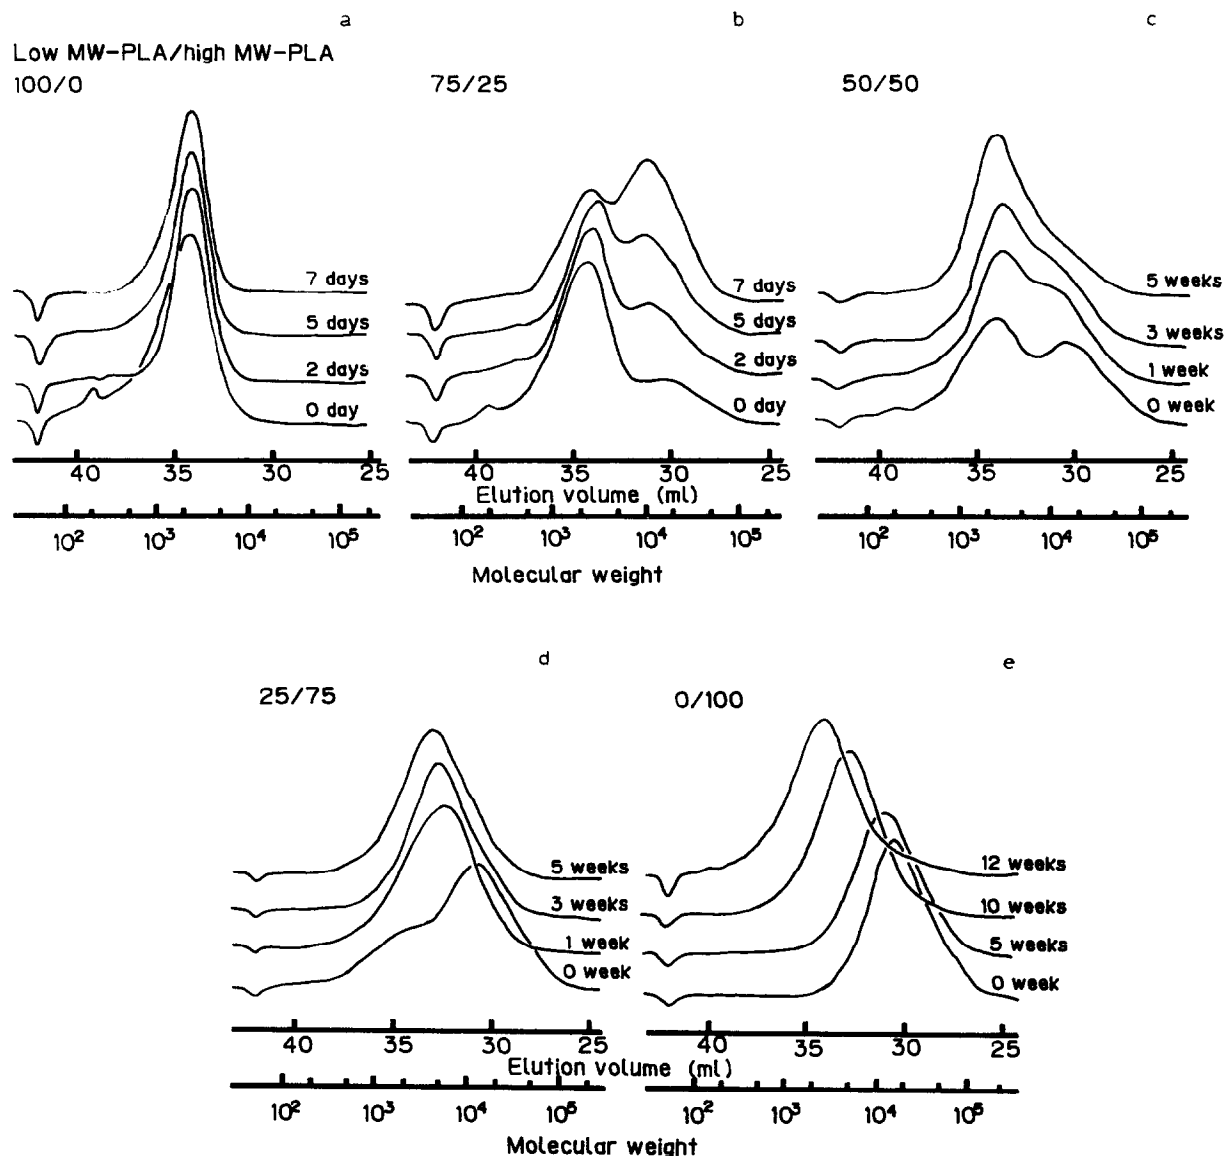 a
b
c
Low MW-PLA/high MW-PLA
100/0
75/25
50/50
7 days
5 days
2 days
0 day
40 35 30 25
7 days
5 days
2 days
0 day
40 35 30 25
5 weeks
3 weeks
1 week
0 week
40 35 30 25
Elution volume (ml)
10² 10³ 10⁴ 10⁵
10² 10³ 10⁴ 10⁵
10² 10³ 10⁴ 10⁵
Molecular weight
d
e
25/75
0/100
5 weeks
3 weeks
1 week
0 week
40 35 30 25
12 weeks
10 weeks
5 weeks
0 week
40 35 30 25
Elution volume (ml)
10² 10³ 10⁴ 10⁵
10² 10³ 10⁴ 10⁵
Molecular weight